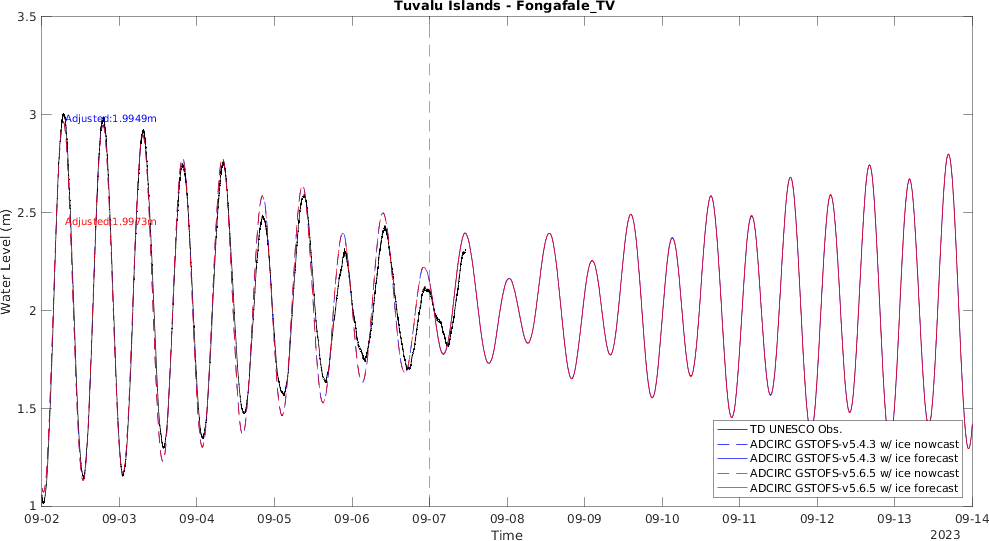 Tuvalu Islands - Fongafale_TV
3.5
3
2.5
2
1.5
1
Water Level (m)
Adjusted:1.9949m
Adjusted:1.9973m
TD UNESCO Obs.
ADCIRC GSTOFS-v5.4.3 w/ ice nowcast
ADCIRC GSTOFS-v5.4.3 w/ ice forecast
ADCIRC GSTOFS-v5.6.5 w/ ice nowcast
ADCIRC GSTOFS-v5.6.5 w/ ice forecast
09-02 09-03 09-04 09-05 09-06 09-07 09-08 09-09 09-10 09-11 09-12 09-13 09-14
Time
2023